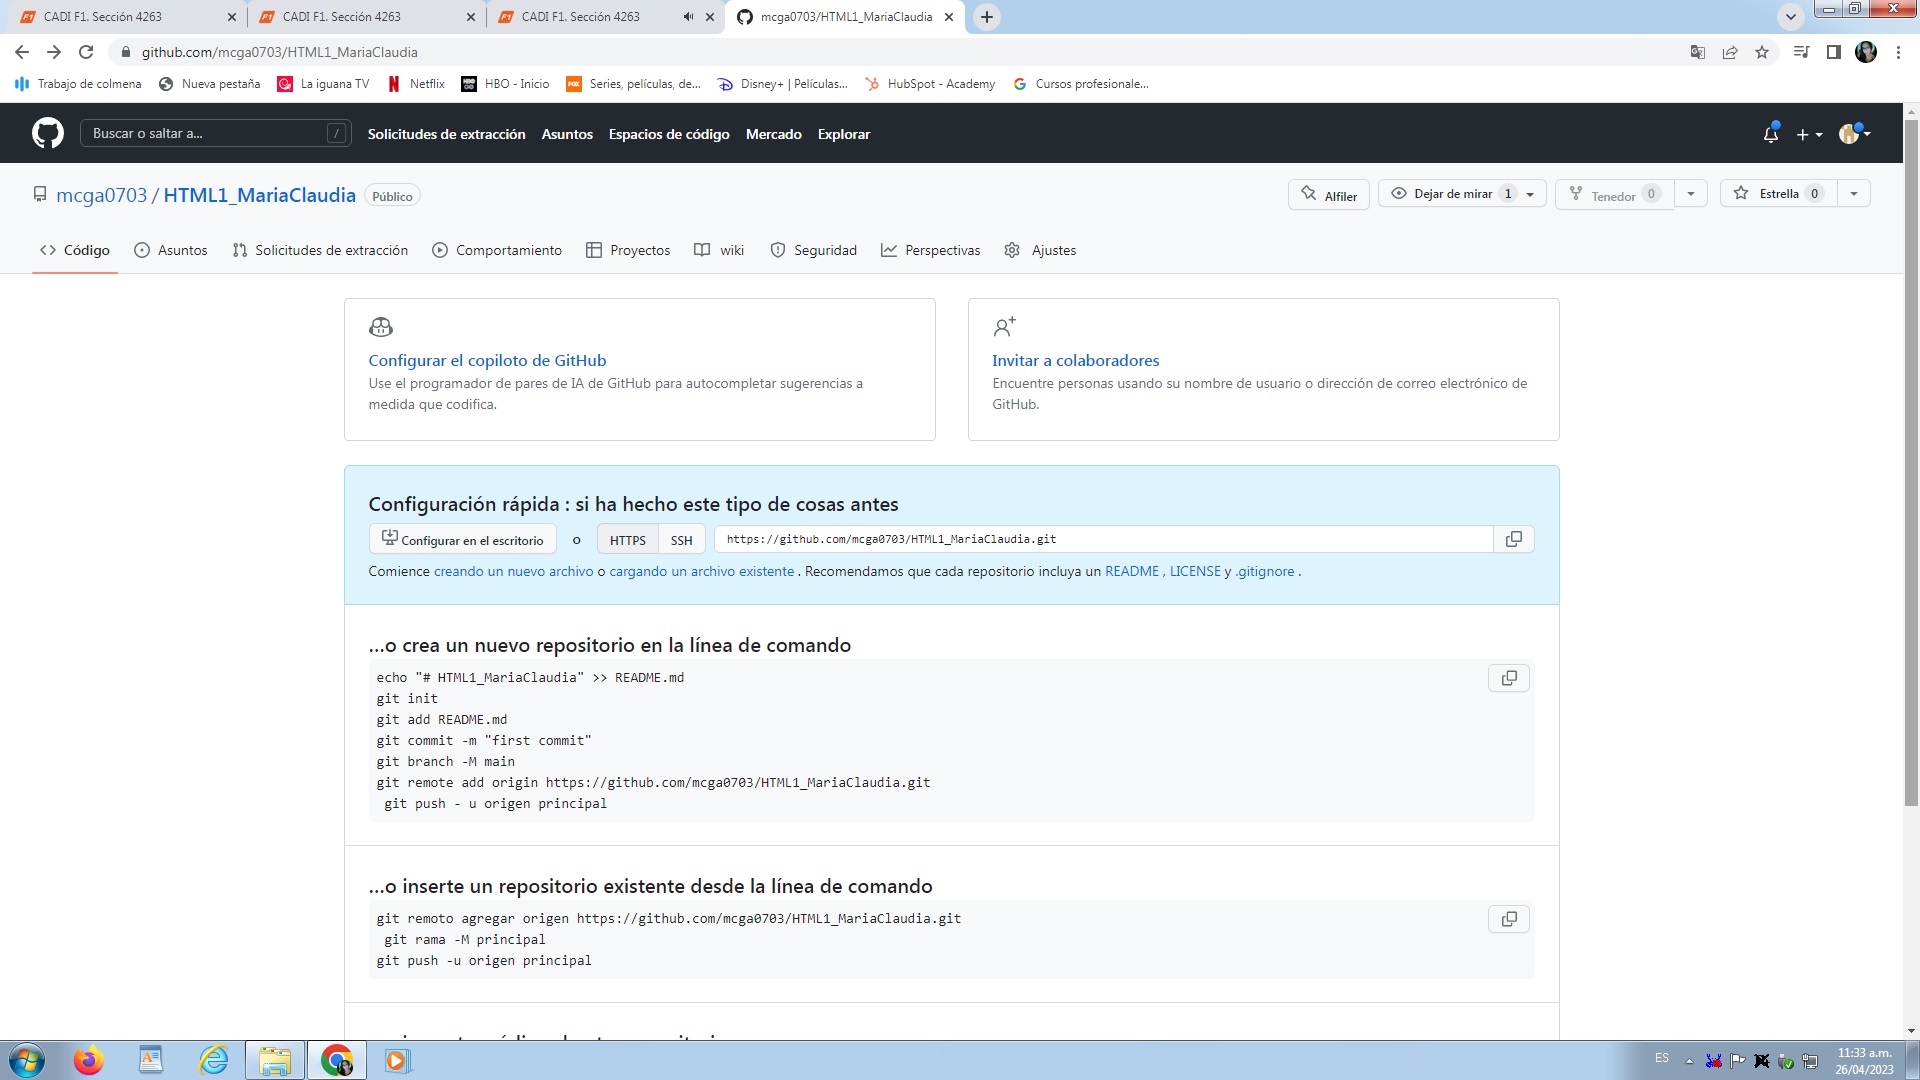 CADI F1. Sección 4263
CADI F1. Sección 4263
CADI F1. Sección 4263
mcga0703/HTML1_MariaClaudia
github.com/mcga0703/HTML1_MariaClaudia
Trabajo de colmena
Nueva pestaña
La iguana TV
Netflix
HBO - Inicio
Series, películas, de...
Disney+ | Películas...
HubSpot - Academy
Cursos profesionale...
Buscar o saltar a...
/
Solicitudes de extracción
Asuntos
Espacios de código
Mercado
Explorar
mcga0703 / HTML1_MariaClaudia
Público
Alfiler
Dejar de mirar 1
Tenedor 0
Estrella 0
Código
Asuntos
Solicitudes de extracción
Comportamiento
Proyectos
wiki
Seguridad
Perspectivas
Ajustes
Configurar el copiloto de GitHub
Use el programador de pares de IA de GitHub para autocompletar sugerencias a
medida que codifica.
Invitar a colaboradores
Encuentre personas usando su nombre de usuario o dirección de correo electrónico de
GitHub.
Configuración rápida : si ha hecho este tipo de cosas antes
Configurar en el escritorio
o
HTTPS
SSH
https://github.com/mcga0703/HTML1_MariaClaudia.git
Comience creando un nuevo archivo o cargando un archivo existente . Recomendamos que cada repositorio incluya un README , LICENSE y .gitignore .
…o crea un nuevo repositorio en la línea de comando
echo "# HTML1_MariaClaudia" >> README.md
git init
git add README.md
git commit -m "first commit"
git branch -M main
git remote add origin https://github.com/mcga0703/HTML1_MariaClaudia.git
git push - u origen principal
…o inserte un repositorio existente desde la línea de comando
git remoto agregar origen https://github.com/mcga0703/HTML1_MariaClaudia.git
git rama -M principal
git push -u origen principal
ES
11:33 a.m.
26/04/2023